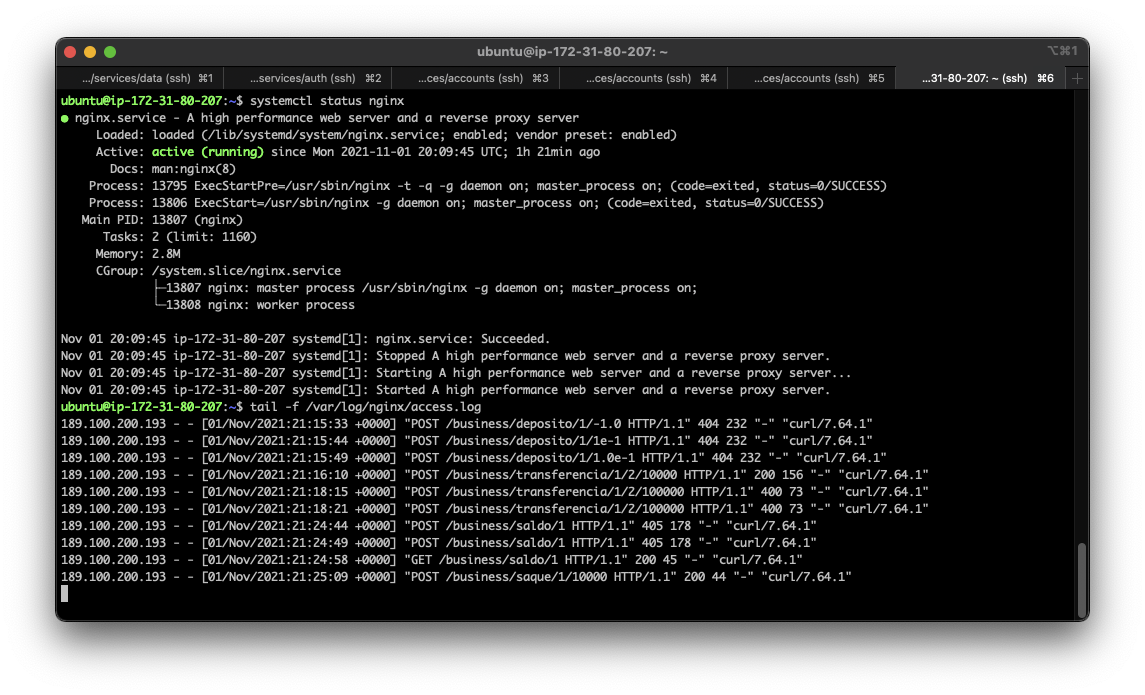 ubuntu@ip-172-31-80-207: ~
⌥⌘1
.../services/data (ssh) ⌘1
...services/auth (ssh) ⌘2
...ces/accounts (ssh) ⌘3
...ces/accounts (ssh) ⌘4
...ces/accounts (ssh) ⌘5
...31-80-207: ~ (ssh) ⌘6
+
ubuntu@ip-172-31-80-207:~$ systemctl status nginx
● nginx.service - A high performance web server and a reverse proxy server
Loaded: loaded (/lib/systemd/system/nginx.service; enabled; vendor preset: enabled)
Active: active (running) since Mon 2021-11-01 20:09:45 UTC; 1h 21min ago
Docs: man:nginx(8)
Process: 13795 ExecStartPre=/usr/sbin/nginx -t -q -g daemon on; master_process on; (code=exited, status=0/SUCCESS)
Process: 13806 ExecStart=/usr/sbin/nginx -g daemon on; master_process on; (code=exited, status=0/SUCCESS)
Main PID: 13807 (nginx)
Tasks: 2 (limit: 1160)
Memory: 2.8M
CGroup: /system.slice/nginx.service
├─13807 nginx: master process /usr/sbin/nginx -g daemon on; master_process on;
└─13808 nginx: worker process
Nov 01 20:09:45 ip-172-31-80-207 systemd[1]: nginx.service: Succeeded.
Nov 01 20:09:45 ip-172-31-80-207 systemd[1]: Stopped A high performance web server and a reverse proxy server.
Nov 01 20:09:45 ip-172-31-80-207 systemd[1]: Starting A high performance web server and a reverse proxy server...
Nov 01 20:09:45 ip-172-31-80-207 systemd[1]: Started A high performance web server and a reverse proxy server.
ubuntu@ip-172-31-80-207:~$ tail -f /var/log/nginx/access.log
189.100.200.193 - - [01/Nov/2021:21:15:33 +0000] "POST /business/deposito/1/-1.0 HTTP/1.1" 404 232 "-" "curl/7.64.1"
189.100.200.193 - - [01/Nov/2021:21:15:44 +0000] "POST /business/deposito/1/1e-1 HTTP/1.1" 404 232 "-" "curl/7.64.1"
189.100.200.193 - - [01/Nov/2021:21:15:49 +0000] "POST /business/deposito/1/1.0e-1 HTTP/1.1" 404 232 "-" "curl/7.64.1"
189.100.200.193 - - [01/Nov/2021:21:16:10 +0000] "POST /business/transferencia/1/2/10000 HTTP/1.1" 200 156 "-" "curl/7.64.1"
189.100.200.193 - - [01/Nov/2021:21:18:15 +0000] "POST /business/transferencia/1/2/100000 HTTP/1.1" 400 73 "-" "curl/7.64.1"
189.100.200.193 - - [01/Nov/2021:21:18:21 +0000] "POST /business/transferencia/1/2/100000 HTTP/1.1" 400 73 "-" "curl/7.64.1"
189.100.200.193 - - [01/Nov/2021:21:24:44 +0000] "POST /business/saldo/1 HTTP/1.1" 405 178 "-" "curl/7.64.1"
189.100.200.193 - - [01/Nov/2021:21:24:49 +0000] "POST /business/saldo/1 HTTP/1.1" 405 178 "-" "curl/7.64.1"
189.100.200.193 - - [01/Nov/2021:21:24:58 +0000] "GET /business/saldo/1 HTTP/1.1" 200 45 "-" "curl/7.64.1"
189.100.200.193 - - [01/Nov/2021:21:25:09 +0000] "POST /business/saque/1/10000 HTTP/1.1" 200 44 "-" "curl/7.64.1"